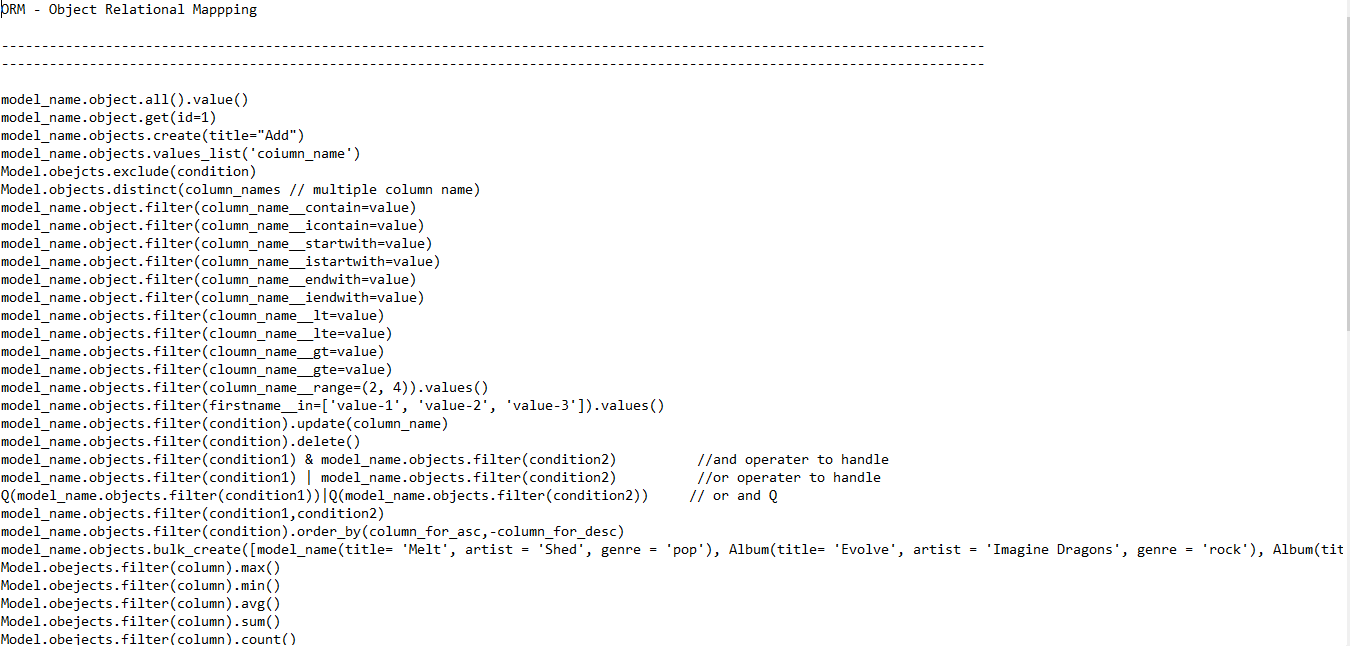 ORM - Object Relational Mappping
---------------------------------------------------------------------------------------------------------------------------
---------------------------------------------------------------------------------------------------------------------------
model_name.object.all().value()
model_name.object.get(id=1)
model_name.objects.create(title="Add")
model_name.objects.values_list('coiumn_name')
Model.obejcts.exclude(condition)
Model.objects.distinct(column_names // multiple column name)
model_name.object.filter(column_name__contain=value)
model_name.object.filter(column_name__icontain=value)
model_name.object.filter(column_name__startwith=value)
model_name.object.filter(column_name__istartwith=value)
model_name.object.filter(column_name__endwith=value)
model_name.object.filter(column_name__iendwith=value)
model_name.objects.filter(cloumn_name__lt=value)
model_name.objects.filter(cloumn_name__lte=value)
model_name.objects.filter(cloumn_name__gt=value)
model_name.objects.filter(cloumn_name__gte=value)
model_name.objects.filter(column_name__range=(2, 4)).values()
model_name.objects.filter(firstname__in=['value-1', 'value-2', 'value-3']).values()
model_name.objects.filter(condition).update(column_name)
model_name.objects.filter(condition).delete()
model_name.objects.filter(condition1) & model_name.objects.filter(condition2)          //and operater to handle
model_name.objects.filter(condition1) | model_name.objects.filter(condition2)          //or operater to handle
Q(model_name.objects.filter(condition1))|Q(model_name.objects.filter(condition2))     // or and Q
model_name.objects.filter(condition1,condition2)
model_name.objects.filter(condition).order_by(column_for_asc,-column_for_desc)
model_name.objects.bulk_create([model_name(title= 'Melt', artist = 'Shed', genre = 'pop'), Album(title= 'Evolve', artist = 'Imagine Dragons', genre = 'rock'), Album(tit
Model.obejects.filter(column).max()
Model.obejects.filter(column).min()
Model.obejects.filter(column).avg()
Model.obejects.filter(column).sum()
Model.obejects.filter(column).count()